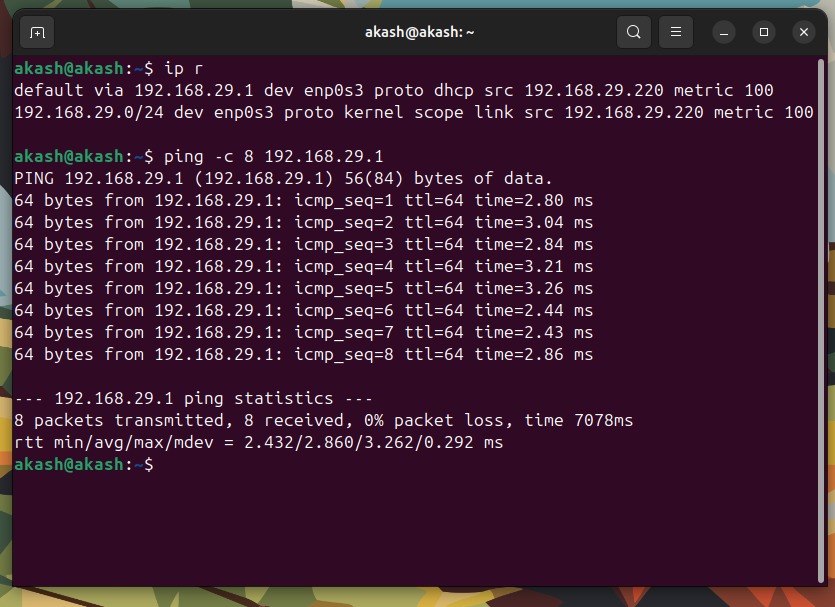 akash@akash: ~
akash@akash:~$ ip r
default via 192.168.29.1 dev enp0s3 proto dhcp src 192.168.29.220 metric 100
192.168.29.0/24 dev enp0s3 proto kernel scope link src 192.168.29.220 metric 100
akash@akash:~$ ping -c 8 192.168.29.1
PING 192.168.29.1 (192.168.29.1) 56(84) bytes of data.
64 bytes from 192.168.29.1: icmp_seq=1 ttl=64 time=2.80 ms
64 bytes from 192.168.29.1: icmp_seq=2 ttl=64 time=3.04 ms
64 bytes from 192.168.29.1: icmp_seq=3 ttl=64 time=2.84 ms
64 bytes from 192.168.29.1: icmp_seq=4 ttl=64 time=3.21 ms
64 bytes from 192.168.29.1: icmp_seq=5 ttl=64 time=3.26 ms
64 bytes from 192.168.29.1: icmp_seq=6 ttl=64 time=2.44 ms
64 bytes from 192.168.29.1: icmp_seq=7 ttl=64 time=2.43 ms
64 bytes from 192.168.29.1: icmp_seq=8 ttl=64 time=2.86 ms
--- 192.168.29.1 ping statistics ---
8 packets transmitted, 8 received, 0% packet loss, time 7078ms
rtt min/avg/max/mdev = 2.432/2.860/3.262/0.292 ms
akash@akash:~$